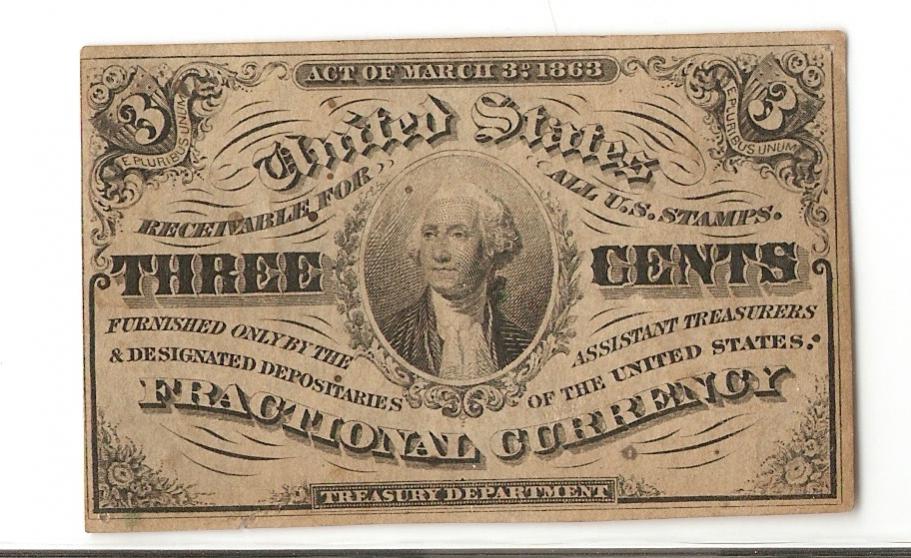 ACT OF MARCH 3D. 1863
3 3
E PLURIBUS UNUM E PLURIBUS UNUM
United States
RECEIVABLE FOR ALL U.S. STAMPS.
THREE CENTS
FURNISHED ONLY BY THE ASSISTANT TREASURERS
& DESIGNATED DEPOSITARIES OF THE UNITED STATES.
FRACTIONAL CURRENCY
TREASURY DEPARTMENT